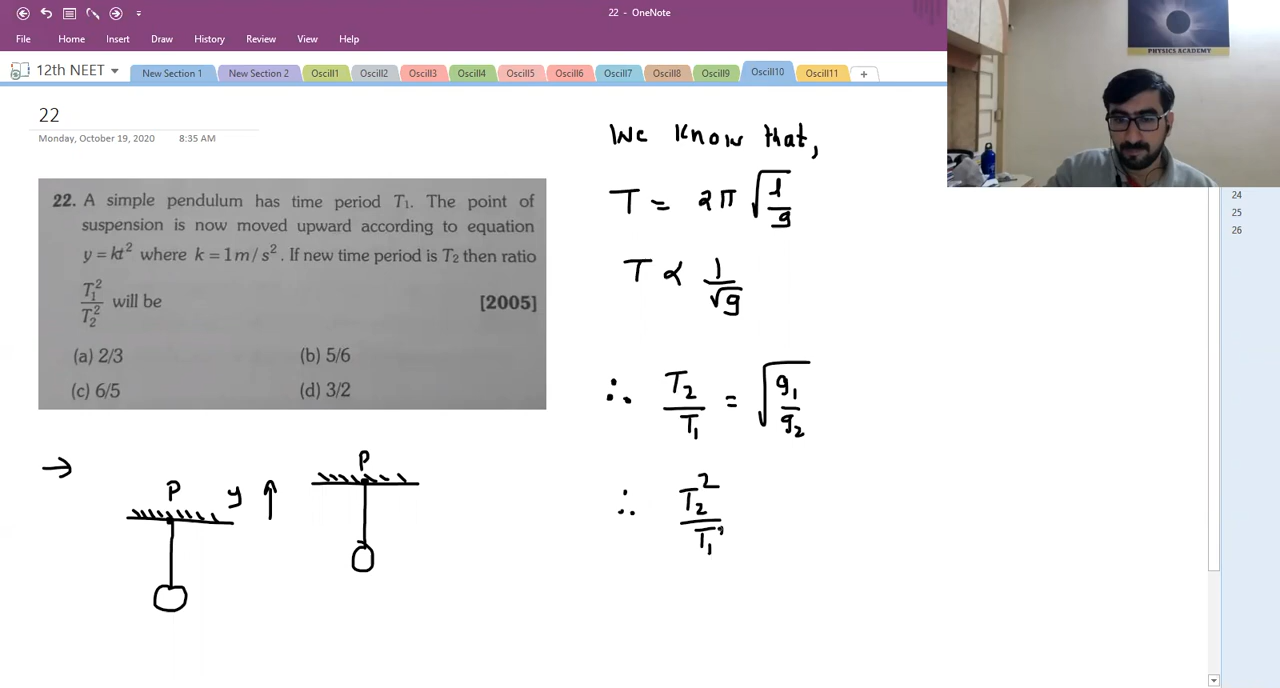 22 - OneNote
File Home Insert Draw History Review View Help
12th NEET New Section 1 New Section 2 Oscill1 Oscill2 Oscill3 Oscill4 Oscill5 Oscill6 Oscill7 Oscill8 Oscill9 Oscill10 Oscill11 +
PHYSICS ACADEMY
22
Monday, October 19, 2020 8:35 AM
22. A simple pendulum has time period T₁. The point of
suspension is now moved upward according to equation
y = kt² where k = 1 m/s². If new time period is T₂ then ratio
T₁²/T₂² will be [2005]
(a) 2/3 (b) 5/6
(c) 6/5 (d) 3/2
→ P y ↑ P
We know that,
T = 2π √(l/g)
T ∝ 1/√g
∴ T₂/T₁ = √(g₁/g₂)
∴ T₂²/T₁
24
25
26